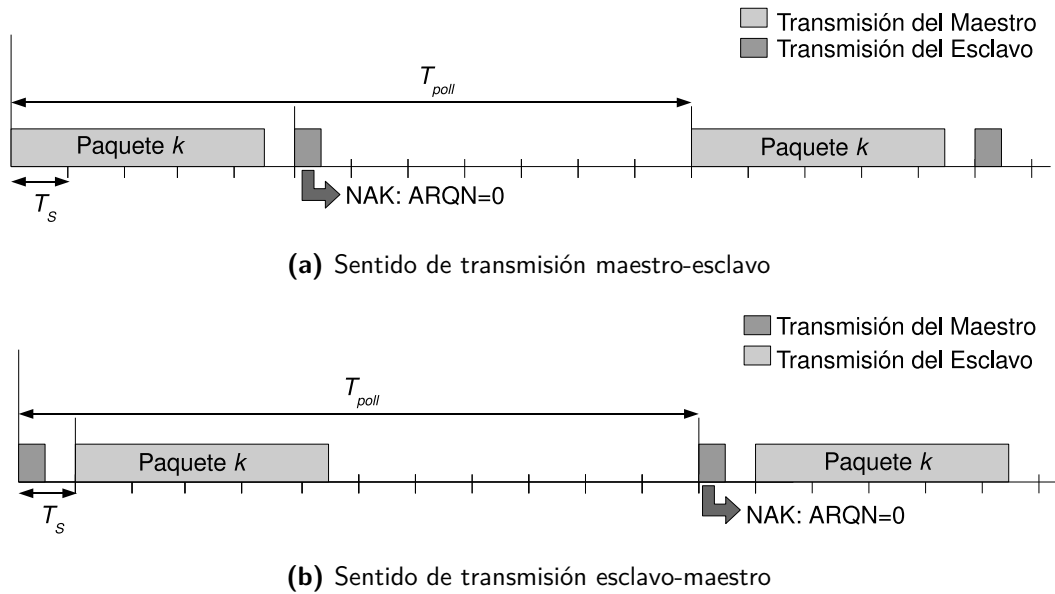 Transmisión del Maestro
Transmisión del Esclavo
T_poll
Paquete k
Paquete k
T_S
NAK: ARQN=0
(a) Sentido de transmisión maestro-esclavo
Transmisión del Maestro
Transmisión del Esclavo
T_poll
Paquete k
Paquete k
T_S
NAK: ARQN=0
(b) Sentido de transmisión esclavo-maestro